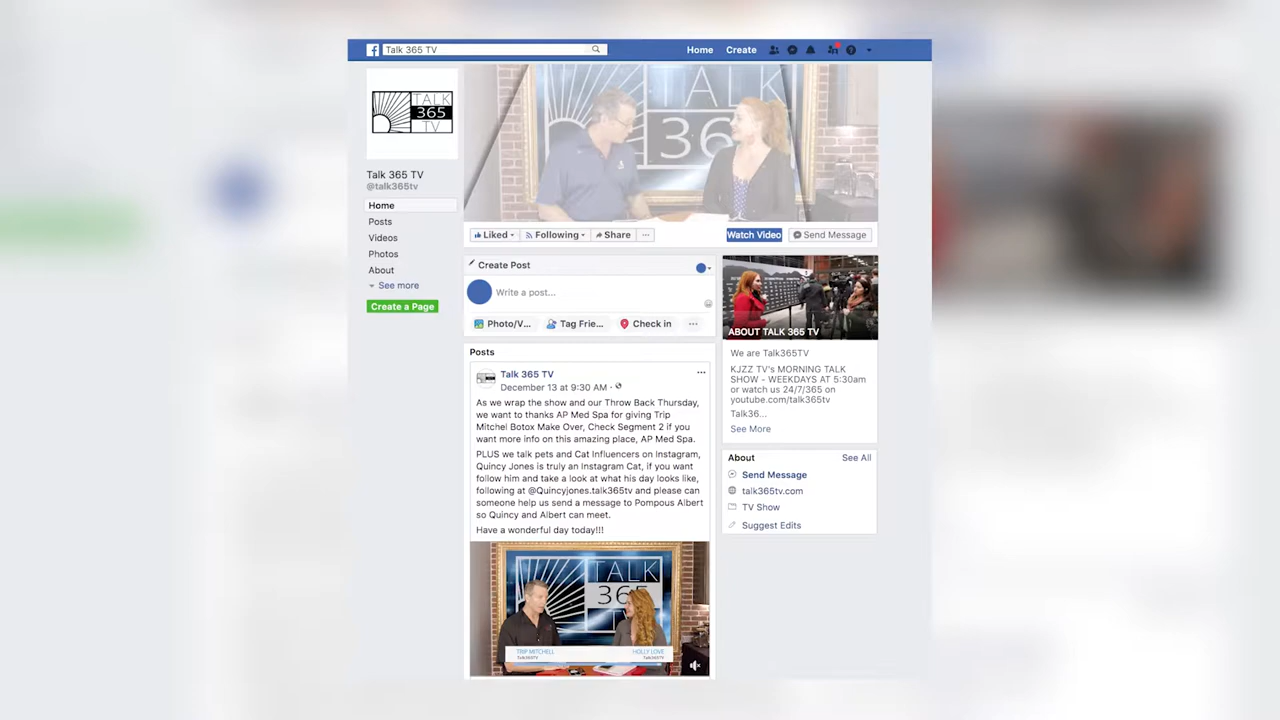 Talk 365 TV
Home
Create
TALK
365
TV
TALK
36
Talk 365 TV
@talk365tv
Home
Posts
Videos
Photos
About
See more
Create a Page
Liked
Following
Share
Watch Video
Send Message
Create Post
Write a post...
Photo/V...
Tag Frie...
Check in
Posts
Talk 365 TV
December 13 at 9:30 AM ·
As we wrap the show and our Throw Back Thursday,
we want to thanks AP Med Spa for giving Trip
Mitchel Botox Make Over, Check Segment 2 if you
want more info on this amazing place, AP Med Spa.
PLUS we talk pets and Cat Influencers on Instagram,
Quincy Jones is truly an Instagram Cat, if you want
follow him and take a look at what his day looks like,
following at @Quincyjones.talk365tv and please can
someone help us send a message to Pompous Albert
so Quincy and Albert can meet.
Have a wonderful day today!!!
TALK
365
TV
TRIP MITCHELL
Talk365TV
HOLLY LOVE
Talk365TV
ABOUT TALK 365 TV
We are Talk365TV
KJZZ TV's MORNING TALK
SHOW - WEEKDAYS AT 5:30am
or watch us 24/7/365 on
youtube.com/talk365tv
Talk36...
See More
About
See All
Send Message
talk365tv.com
TV Show
Suggest Edits